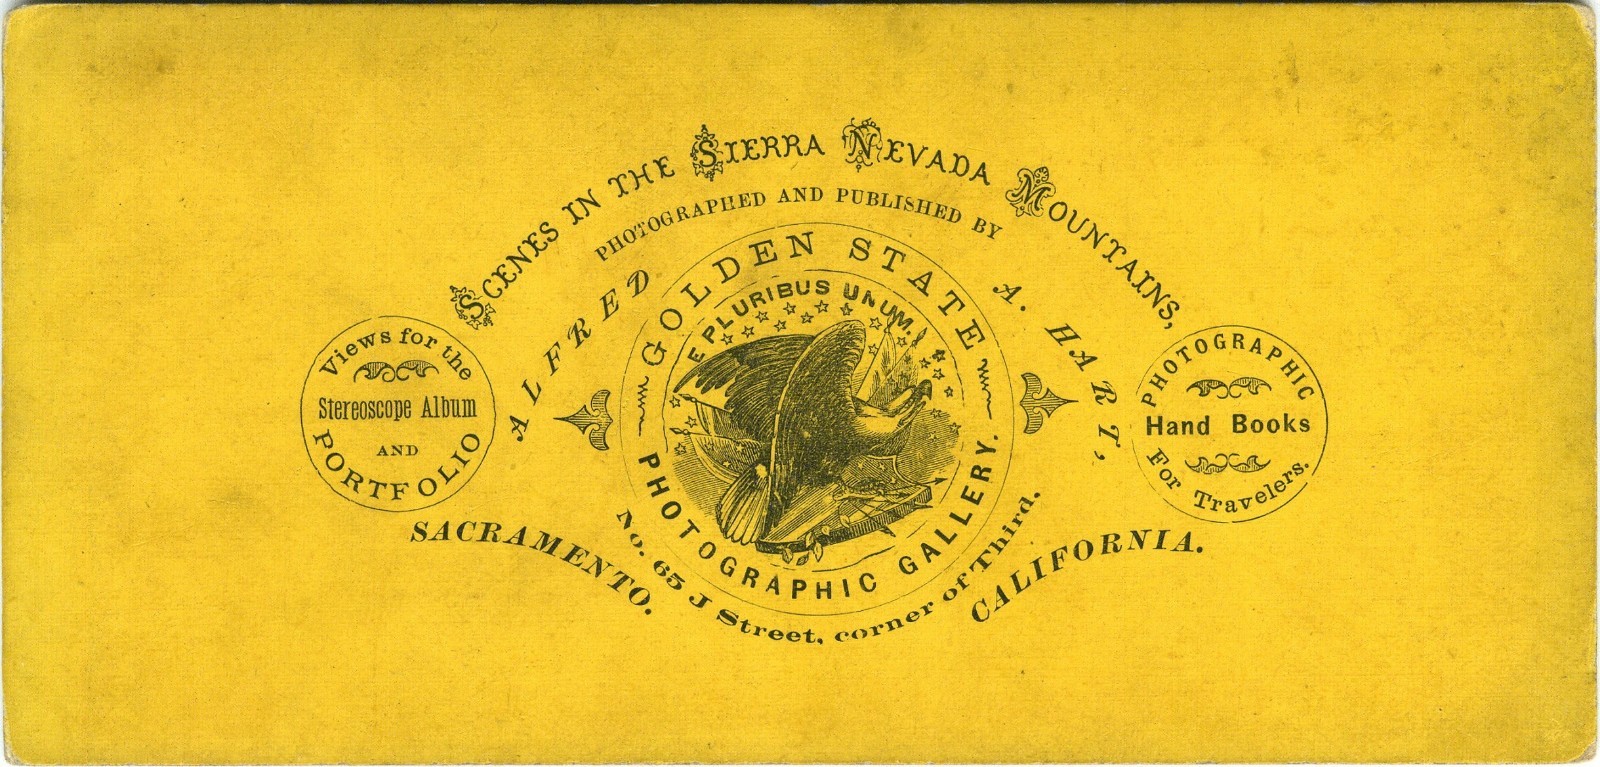 SCENES IN THE SIERRA NEVADA MOUNTAINS,
PHOTOGRAPHED AND PUBLISHED BY
ALFRED A. HART,
GOLDEN STATE
E PLURIBUS UNUM.
PHOTOGRAPHIC GALLERY.
No. 65 J Street, corner of Third.
SACRAMENTO. CALIFORNIA.
Views for the
Stereoscope Album
AND
PORTFOLIO
PHOTOGRAPHIC
Hand Books
For Travelers.